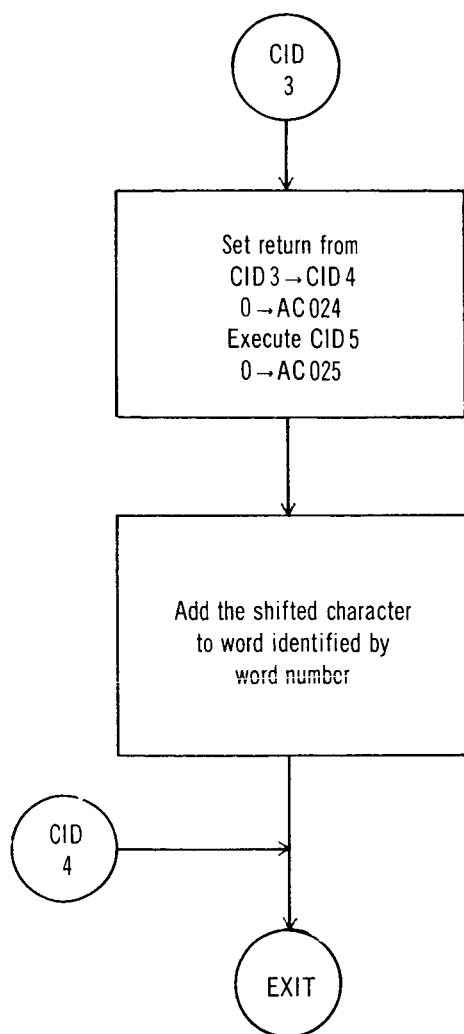 CID
3
Set return from
CID 3 → CID 4
0 → AC 024
Execute CID 5
0 → AC 025
Add the shifted character
to word identified by
word number
CID
4
EXIT